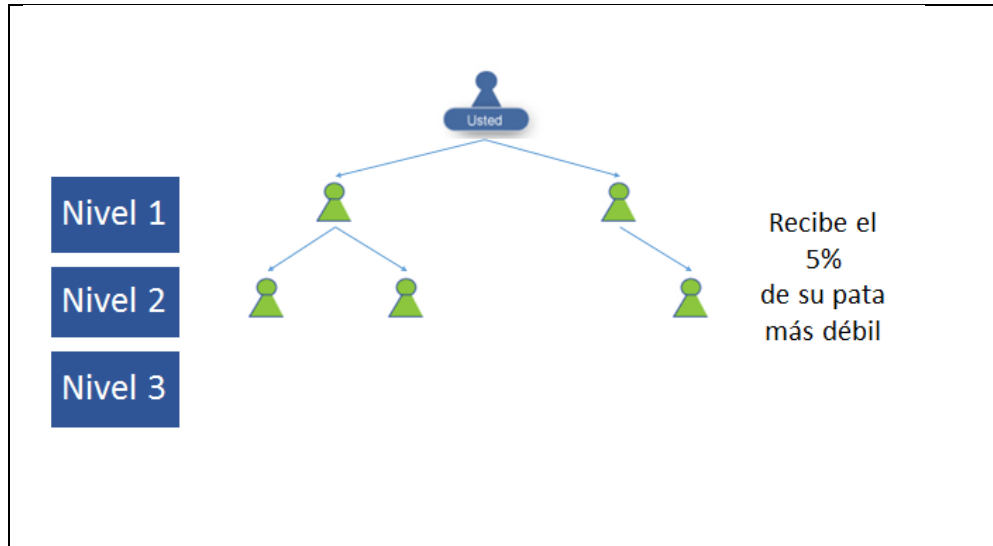 Usted
Nivel 1
Nivel 2
Nivel 3
Recibe el
5%
de su pata
más débil